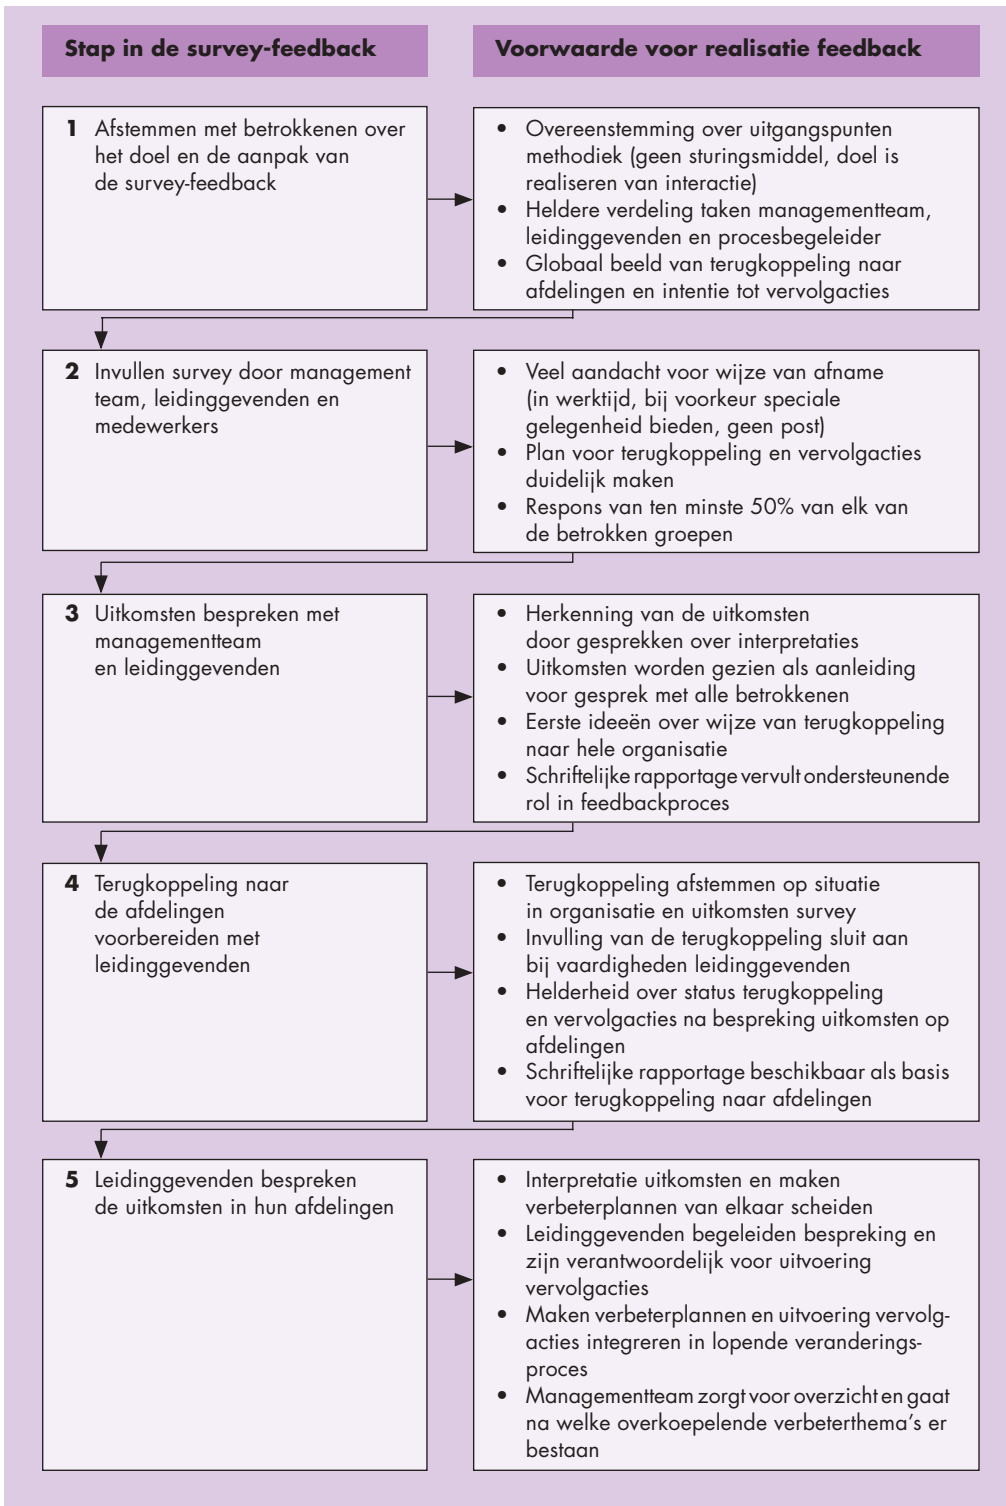 Stap in de survey-feedback
Voorwaarde voor realisatie feedback
1 Afstemmen met betrokkenen over
het doel en de aanpak van
de survey-feedback
• Overeenstemming over uitgangspunten
methodiek (geen sturingsmiddel, doel is
realiseren van interactie)
• Heldere verdeling taken managementteam,
leidinggevenden en procesbegeleider
• Globaal beeld van terugkoppeling naar
afdelingen en intentie tot vervolgacties
2 Invullen survey door management
team, leidinggevenden en
medewerkers
• Veel aandacht voor wijze van afname
(in werktijd, bij voorkeur speciale
gelegenheid bieden, geen post)
• Plan voor terugkoppeling en vervolgacties
duidelijk maken
• Respons van ten minste 50% van elk van
de betrokken groepen
3 Uitkomsten bespreken met
managementteam
en leidinggevenden
• Herkenning van de uitkomsten
door gesprekken over interpretaties
• Uitkomsten worden gezien als aanleiding
voor gesprek met alle betrokkenen
• Eerste ideeën over wijze van terugkoppeling
naar hele organisatie
• Schriftelijke rapportage vervult ondersteunende
rol in feedbackproces
4 Terugkoppeling naar
de afdelingen
voorbereiden met
leidinggevenden
• Terugkoppeling afstemmen op situatie
in organisatie en uitkomsten survey
• Invulling van de terugkoppeling sluit aan
bij vaardigheden leidinggevenden
• Helderheid over status terugkoppeling
en vervolgacties na bespreking uitkomsten op
afdelingen
• Schriftelijke rapportage beschikbaar als basis
voor terugkoppeling naar afdelingen
5 Leidinggevenden bespreken
de uitkomsten in hun afdelingen
• Interpretatie uitkomsten en maken
verbeterplannen van elkaar scheiden
• Leidinggevenden begeleiden bespreking en
zijn verantwoordelijk voor uitvoering
vervolgacties
• Maken verbeterplannen en uitvoering vervolg-
acties integreren in lopende veranderings-
proces
• Managementteam zorgt voor overzicht en gaat
na welke overkoepelende verbeterthema's er
bestaan